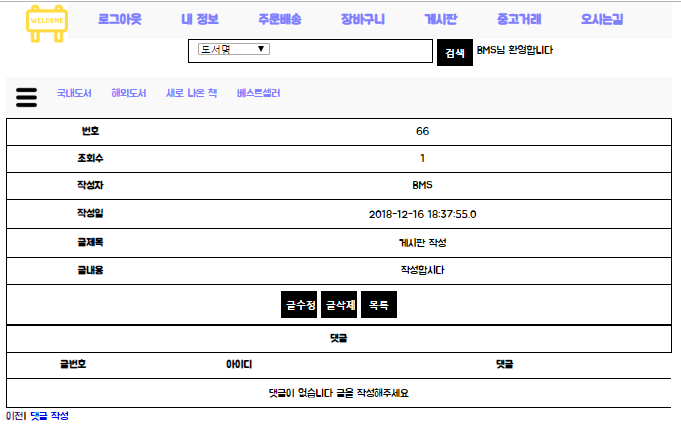 WELCOME 로그아웃 내 정보 주문배송 장바구니 게시판 중고거래 오시는길
도서명 검색 BMS님 환영합니다
국내도서 해외도서 새로 나온 책 베스트셀러
번호 66
조회수 1
작성자 BMS
작성일 2018-12-16 18:37:55.0
글제목 게시판 작성
글내용 작성합시다
글수정 글삭제 목록
댓글
글번호 아이디 댓글
댓글이 없습니다 글을 작성해주세요
이전| 댓글 작성